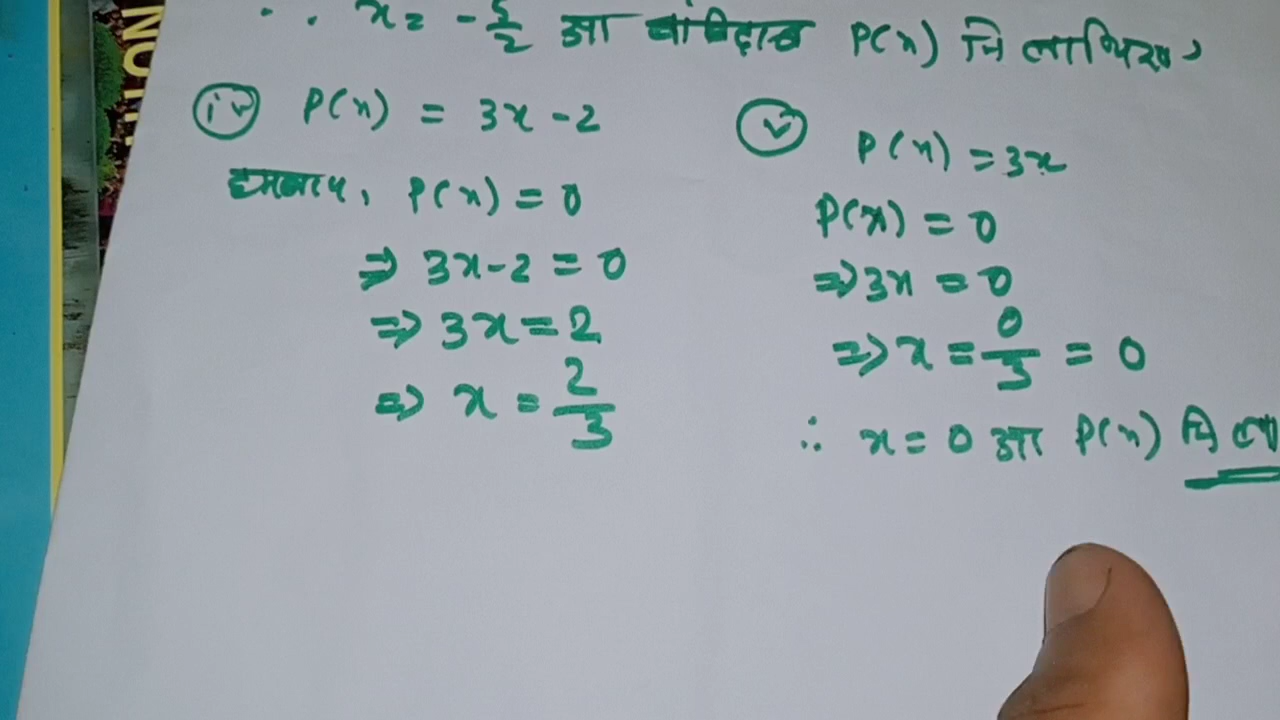 ∴ x = -5/2 आ P(x) नि
(iv) P(x) = 3x - 2
P(x) = 0
⇒ 3x - 2 = 0
⇒ 3x = 2
⇒ x = 2/3
(v) P(x) = 3x
P(x) = 0
⇒ 3x = 0
⇒ x = 0/3 = 0
∴ x = 0 आ P(x) नि